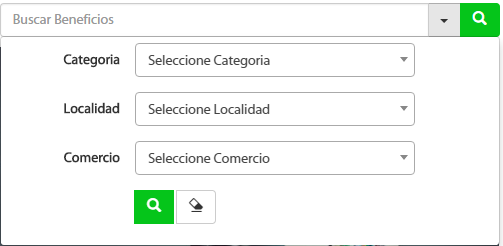 Buscar Beneficios
Categoria Seleccione Categoria
Localidad Seleccione Localidad
Comercio Seleccione Comercio